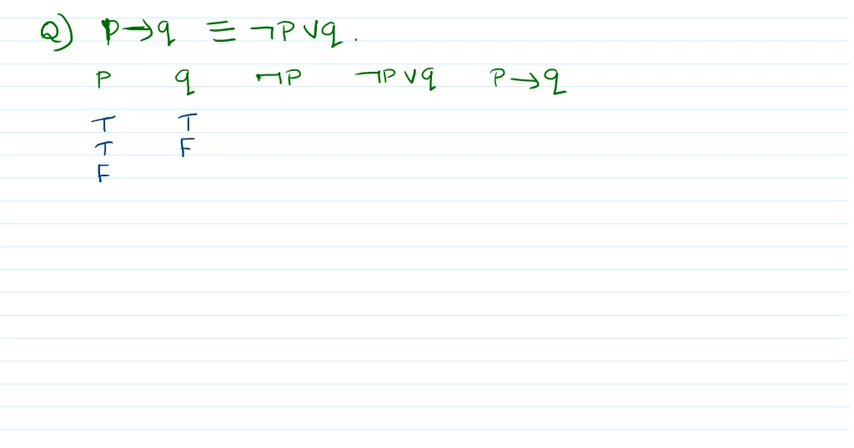 Q) p→q ≡ ¬p∨q.
p q ¬p ¬p∨q p→q
T T
T F
F